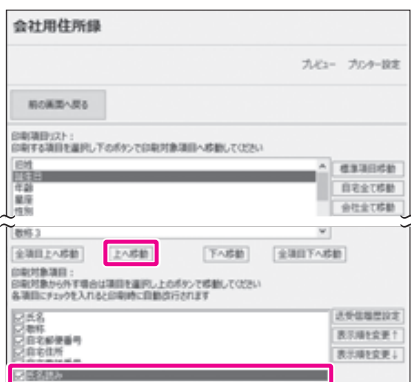 会社用住所録
プレビュー プリンター設定
前の画面へ戻る
印刷項目リスト：
印刷する項目を選択し下のボタンで印刷対象項目へ移動してください
旧姓
誕生日
年齢
星座
性別
標準項目移動
自宅全て移動
会社全て移動
敬称3
全項目上へ移動 上へ移動 下へ移動 全項目下へ移動
印刷対象項目：
印刷対象から外す場合は項目を選択し上のボタンで移動してください
各項目にチェックを入れると印刷時に自動改行されます
氏名
敬称
自宅郵便番号
自宅住所
氏名読み
送受信履歴設定
表示順を変更↑
表示順を変更↓